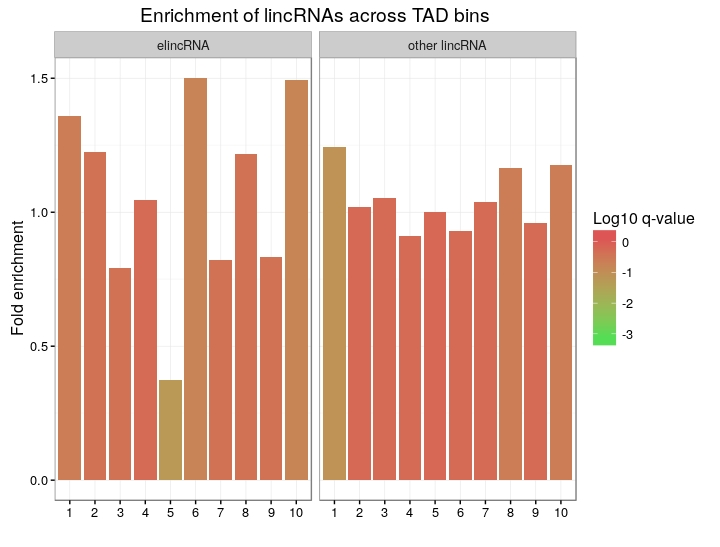 Enrichment of lincRNAs across TAD bins
elincRNA
other lincRNA
Fold enrichment
1.5
1.0
0.5
0.0
1 2 3 4 5 6 7 8 9 10
1 2 3 4 5 6 7 8 9 10
Log10 q-value
0
-1
-2
-3